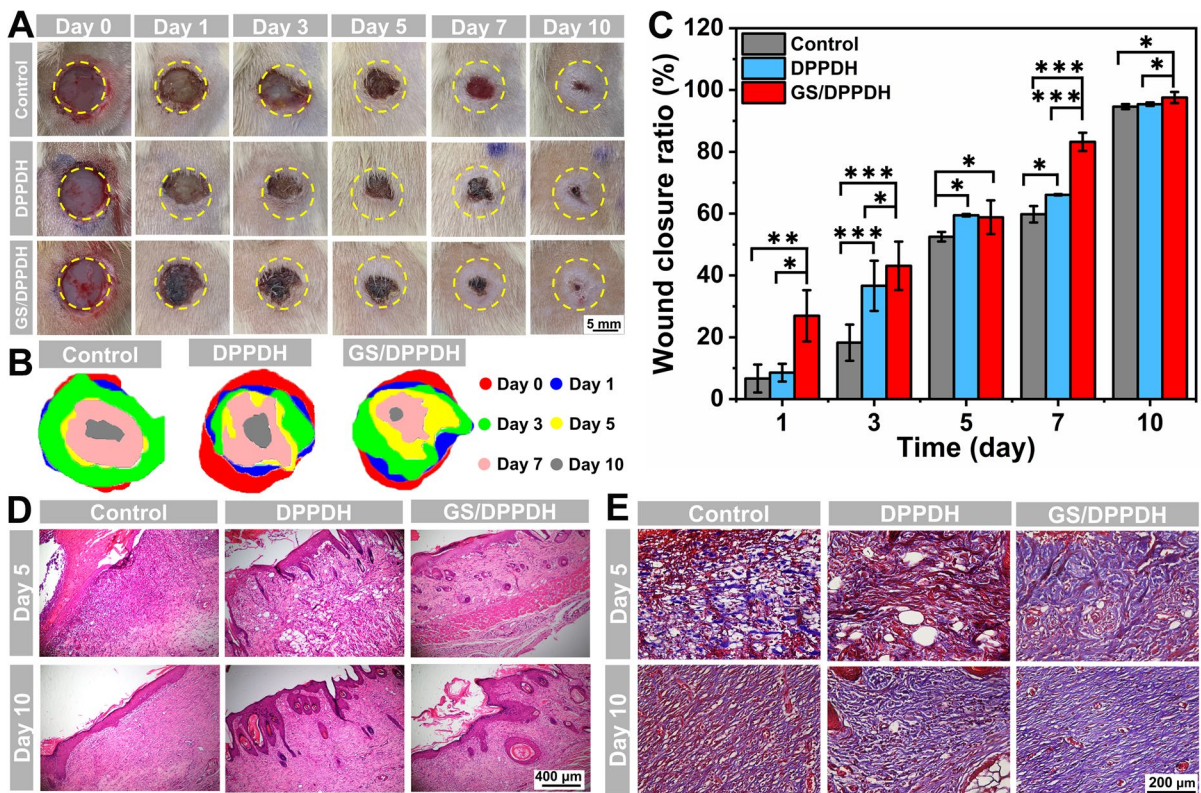 A
Day 0
Day 1
Day 3
Day 5
Day 7
Day 10
Control
DPPDH
GS/DPPDH
5 mm
B
Control
DPPDH
GS/DPPDH
Day 0
Day 1
Day 3
Day 5
Day 7
Day 10
C
Wound closure ratio (%)
120
100
80
60
40
20
0
Control
DPPDH
GS/DPPDH
**
*
***
*
***
*
*
***
***
*
*
*
1
3
5
7
10
Time (day)
D
Control
DPPDH
GS/DPPDH
Day 5
Day 10
400 µm
E
Control
DPPDH
GS/DPPDH
Day 5
Day 10
200 µm